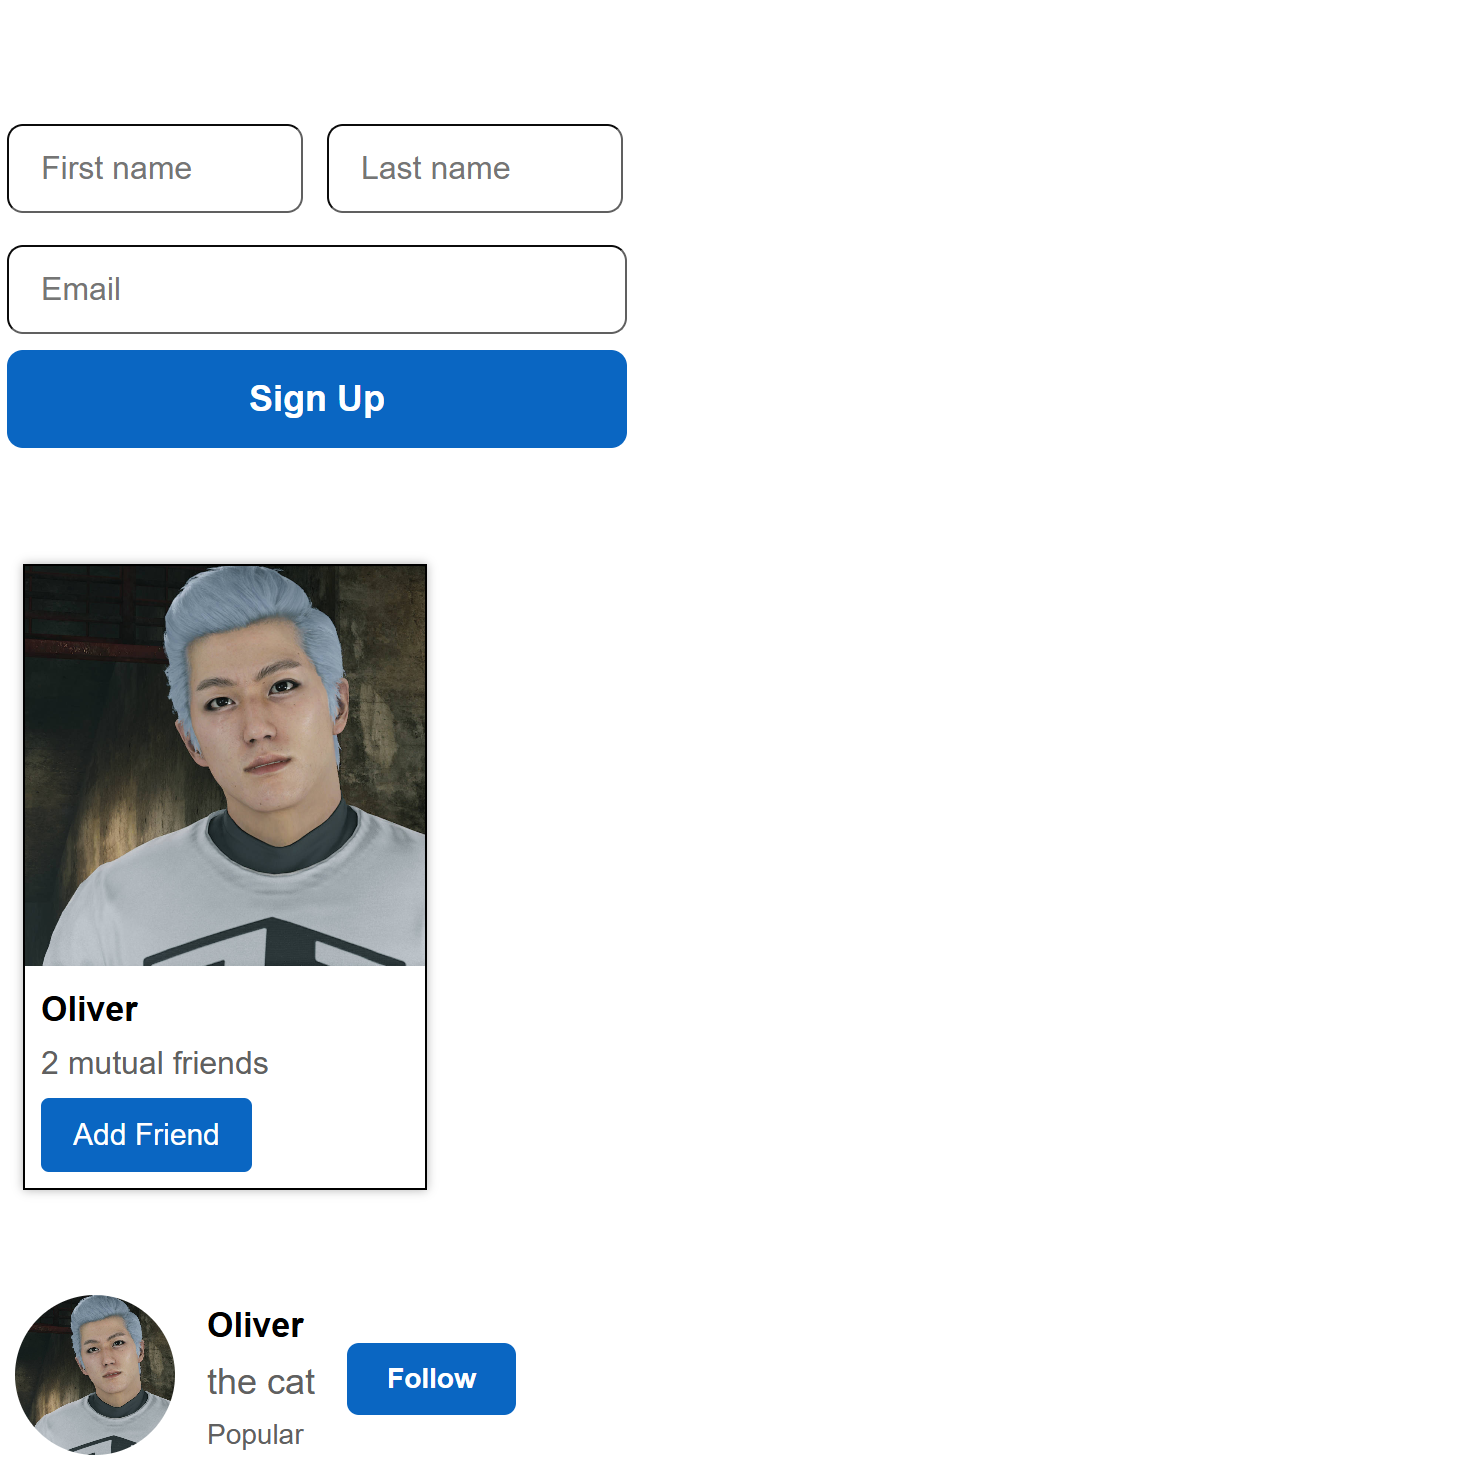 First name Last name
Email
Sign Up
Oliver
2 mutual friends
Add Friend
Oliver
the cat
Popular
Follow